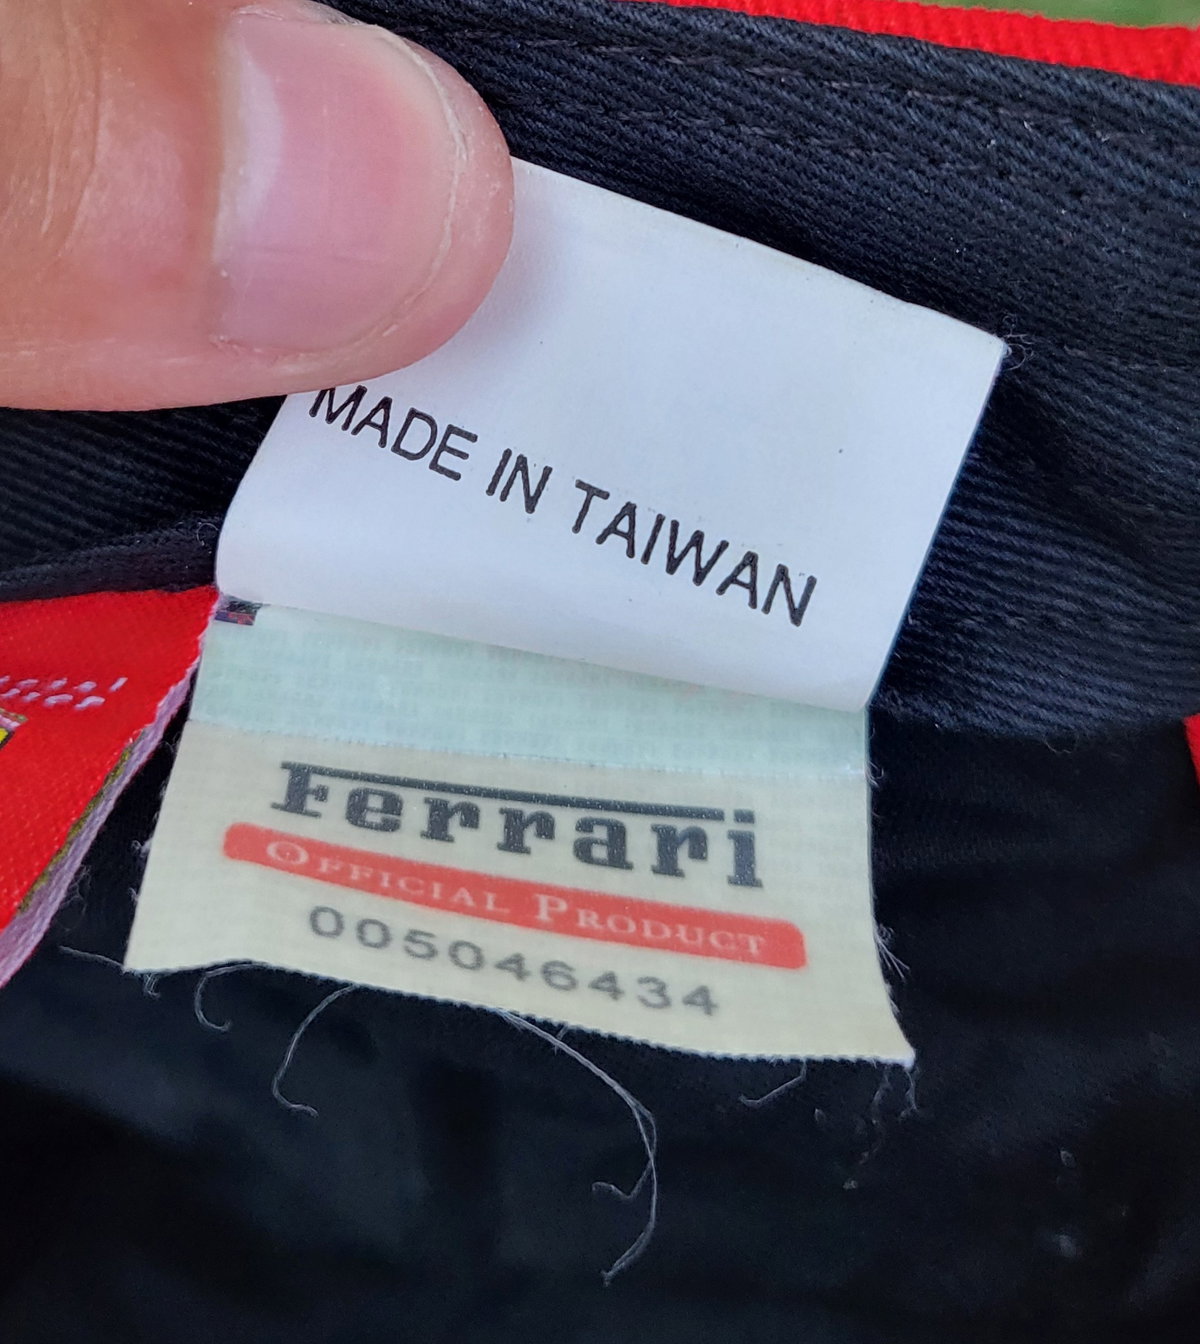 MADE IN TAIWAN
Ferrari
OFFICIAL PRODUCT
005046434